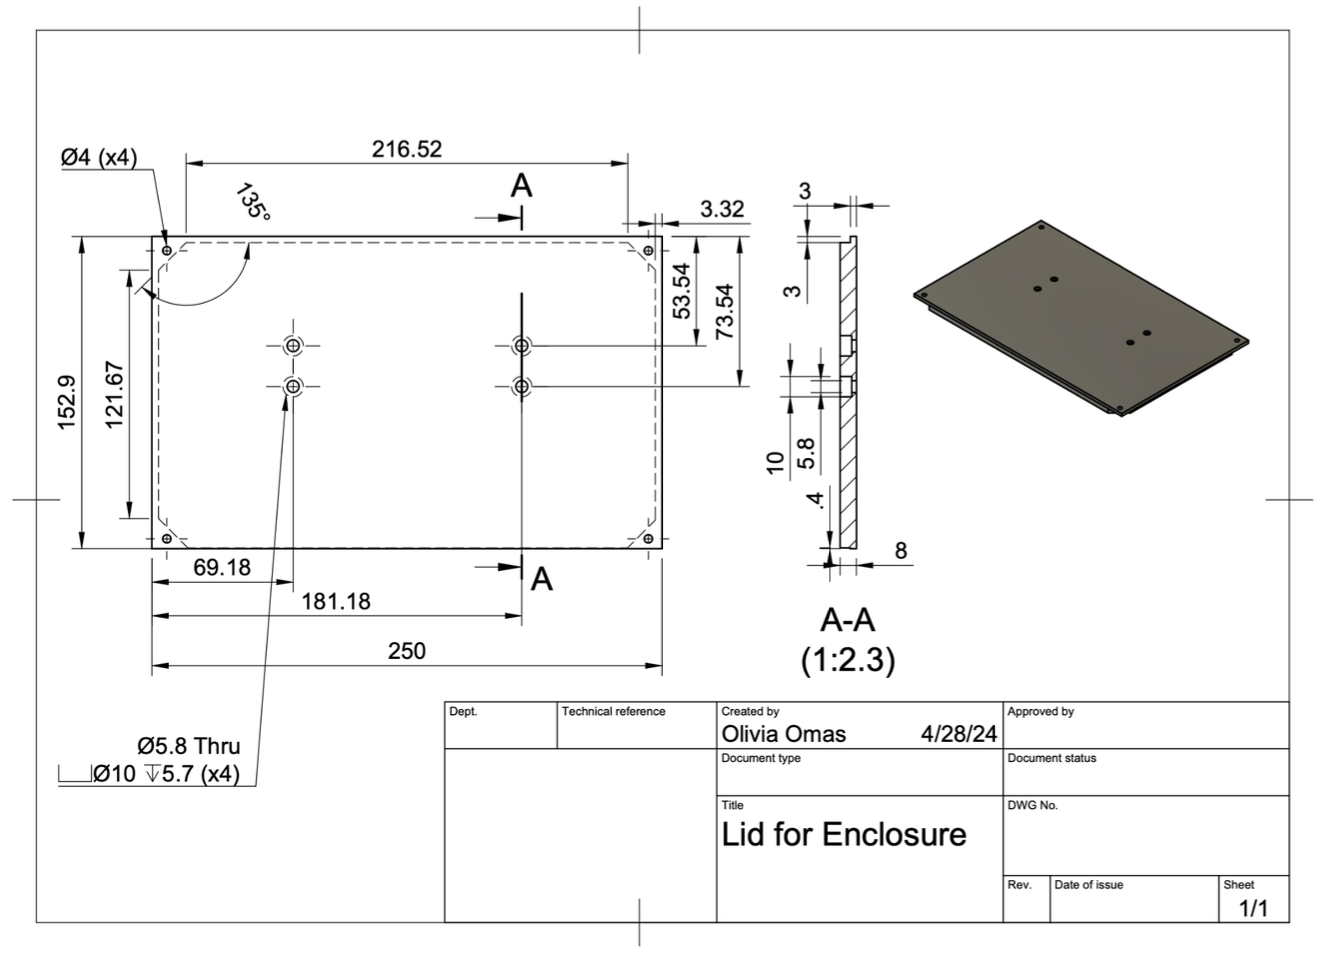 216.52
Ø4 (x4)
135°
A
3.32
3
152.9
121.67
53.54
73.54
3
10
5.8
.4
8
69.18
A
181.18
250
A-A
(1:2.3)
Ø5.8 Thru
⌴Ø10 ↧5.7 (x4)
Dept.
Technical reference
Created by
Olivia Omas 4/28/24
Approved by
Document type
Document status
Title
Lid for Enclosure
DWG No.
Rev.
Date of issue
Sheet
1/1